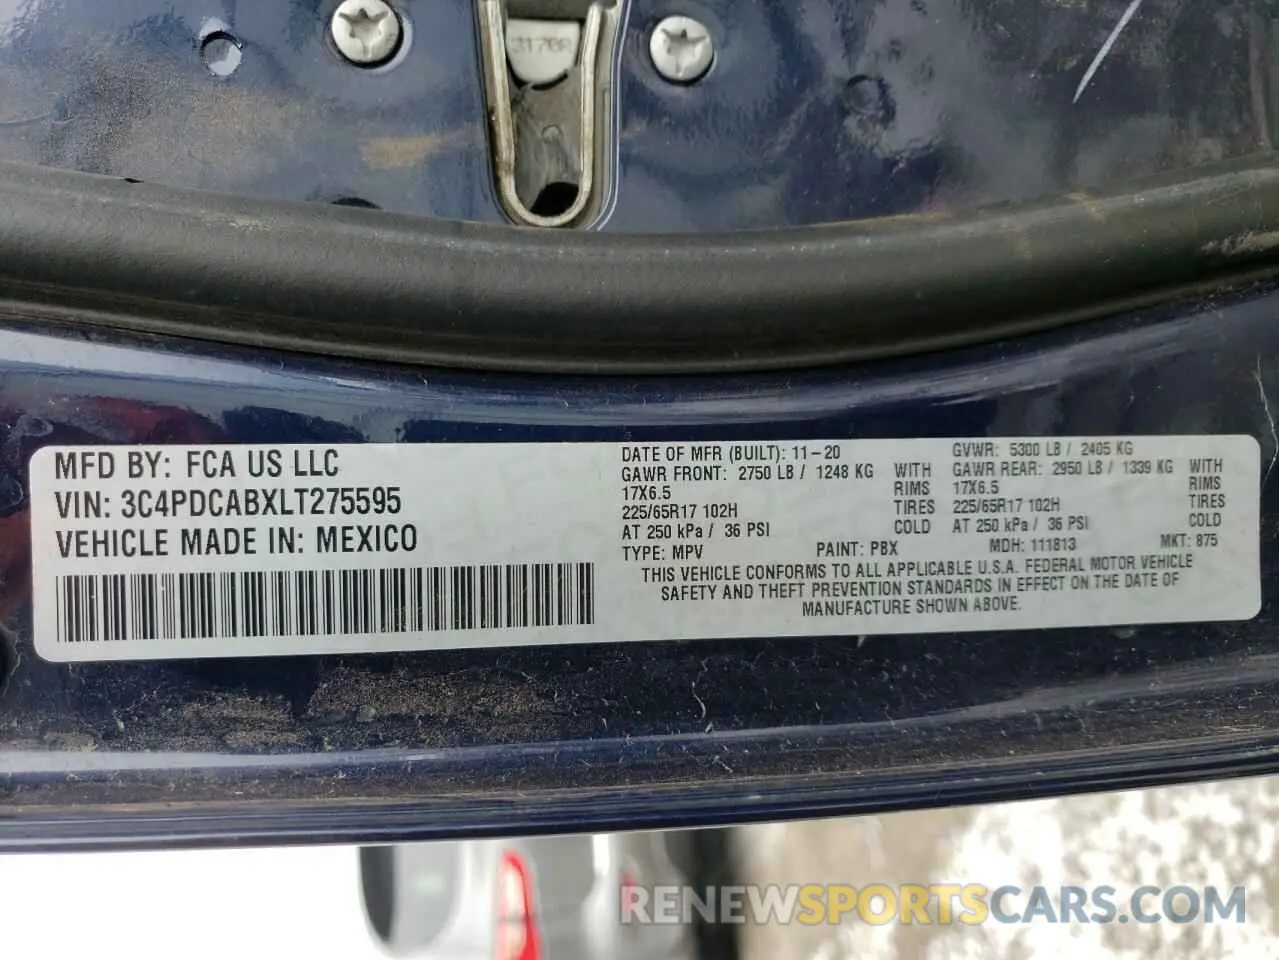 3170R
MFD BY: FCA US LLC
VIN: 3C4PDCABXLT275595
VEHICLE MADE IN: MEXICO
DATE OF MFR (BUILT): 11-20
GAWR FRONT: 2750 LB / 1248 KG WITH
17X6.5 RIMS
225/65R17 102H TIRES
AT 250 kPa / 36 PSI COLD
TYPE: MPV
GVWR: 5300 LB / 2405 KG
GAWR REAR: 2950 LB / 1339 KG WITH
17X6.5 RIMS
225/65R17 102H TIRES
AT 250 kPa / 36 PSI COLD
PAINT: PBX MDH: 111813 MKT: 875
THIS VEHICLE CONFORMS TO ALL APPLICABLE U.S.A. FEDERAL MOTOR VEHICLE
SAFETY AND THEFT PREVENTION STANDARDS IN EFFECT ON THE DATE OF
MANUFACTURE SHOWN ABOVE.
RENEWSPORTSCARS.COM